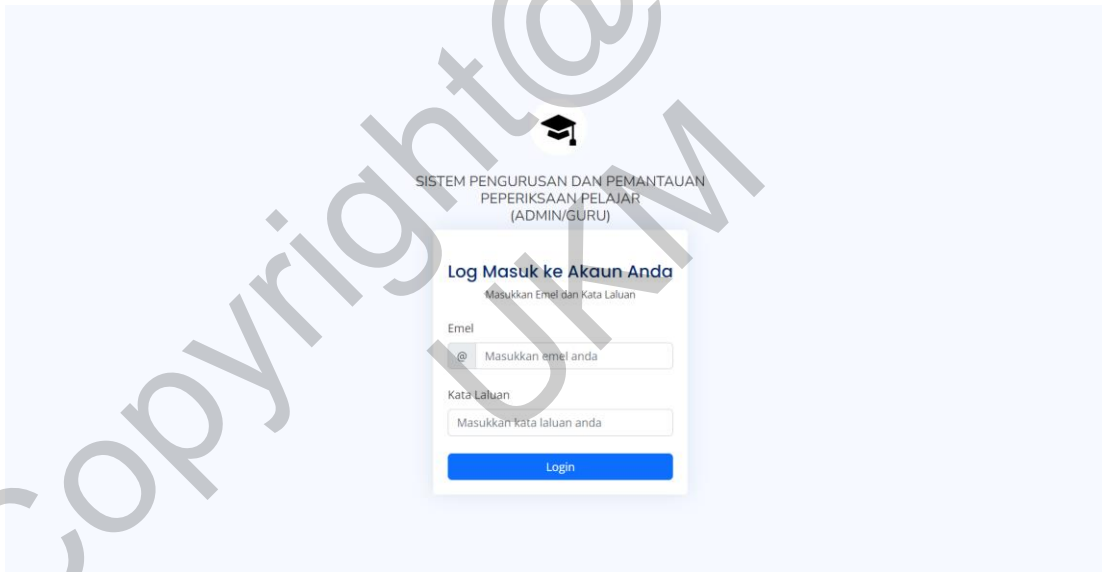 SISTEM PENGURUSAN DAN PEMANTAUAN
PEPERIKSAAN PELAJAR
(ADMIN/GURU)
Log Masuk ke Akaun Anda
Masukkan Emel dan Kata Laluan
Emel
@ Masukkan emel anda
Kata Laluan
Masukkan kata laluan anda
Login
Copyright@
UKM